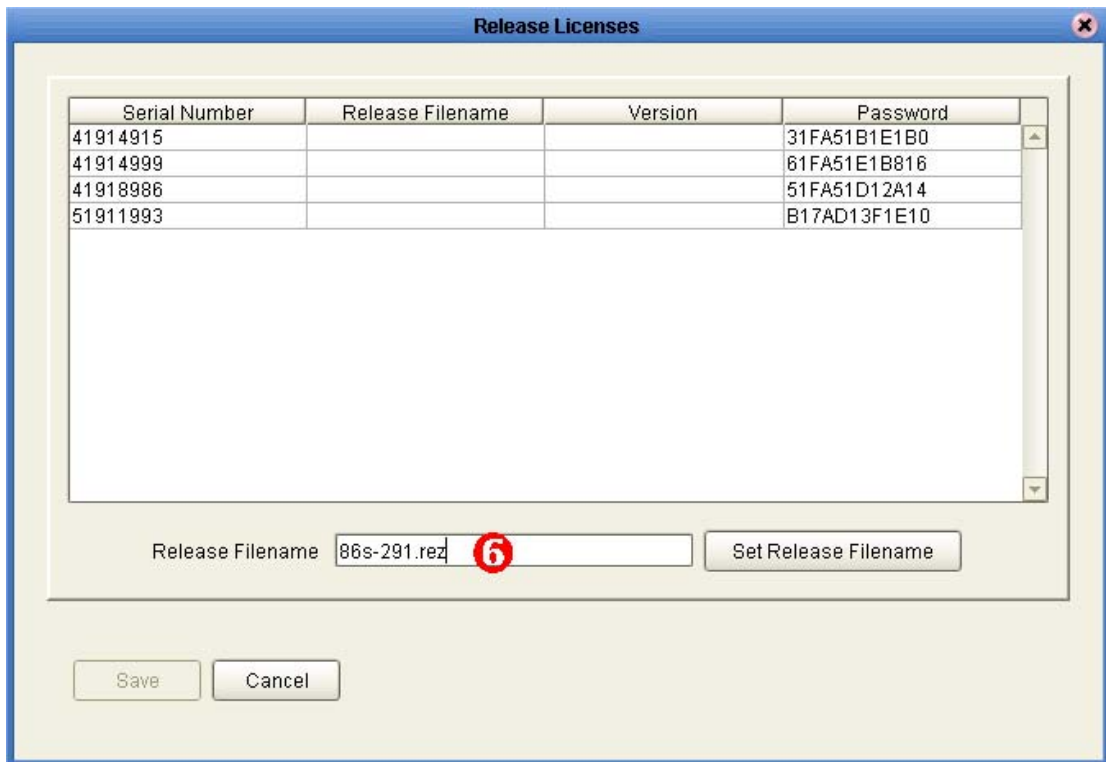 Release Licenses
Serial Number Release Filename Version Password
41914915 31FA51B1E1B0
41914999 61FA51E1B816
41918986 51FA51D12A14
51911993 B17AD13F1E10
Release Filename 86s-291.rez 6 Set Release Filename
Save Cancel